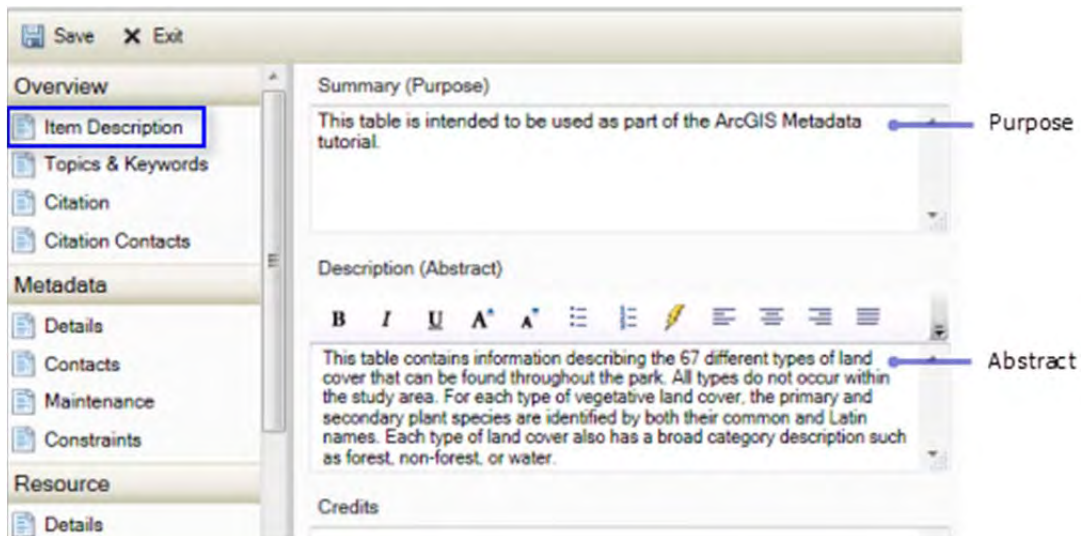 Save Exit
Overview
Item Description
Topics & Keywords
Citation
Citation Contacts
Metadata
Details
Contacts
Maintenance
Constraints
Resource
Details
Summary (Purpose)
This table is intended to be used as part of the ArcGIS Metadata
tutorial.
Purpose
Description (Abstract)
B I U A A
This table contains information describing the 67 different types of land
cover that can be found throughout the park. All types do not occur within
the study area. For each type of vegetative land cover, the primary and
secondary plant species are identified by both their common and Latin
names. Each type of land cover also has a broad category description such
as forest, non-forest, or water.
Abstract
Credits